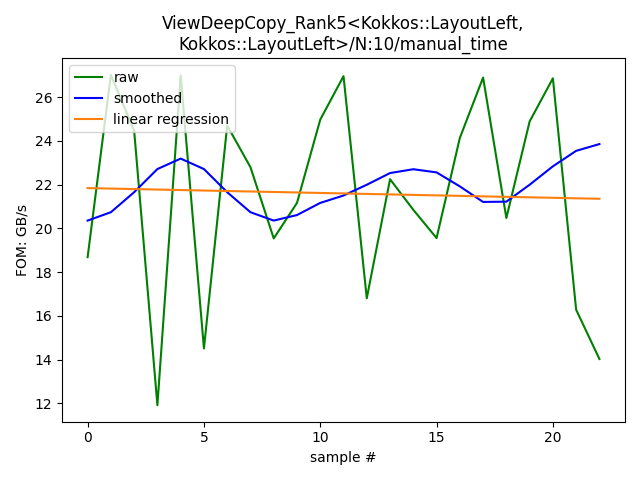 ViewDeepCopy_Rank5<Kokkos::LayoutLeft,
Kokkos::LayoutLeft>/N:10/manual_time
raw
smoothed
linear regression
FOM: GB/s
26
24
22
20
18
16
14
12
0
5
10
15
20
sample #